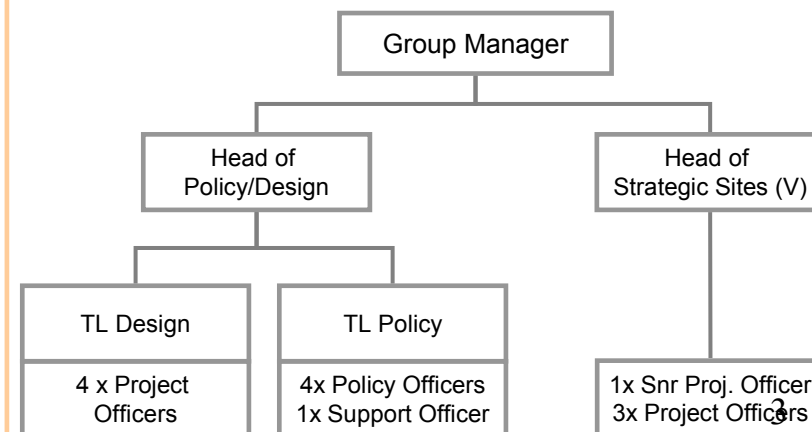 Group Manager
Head of
Policy/Design
Head of
Strategic Sites (V)
TL Design
TL Policy
4 x Project
Officers
4x Policy Officers
1x Support Officer
1x Snr Proj. Officer
3x Project Officers
3